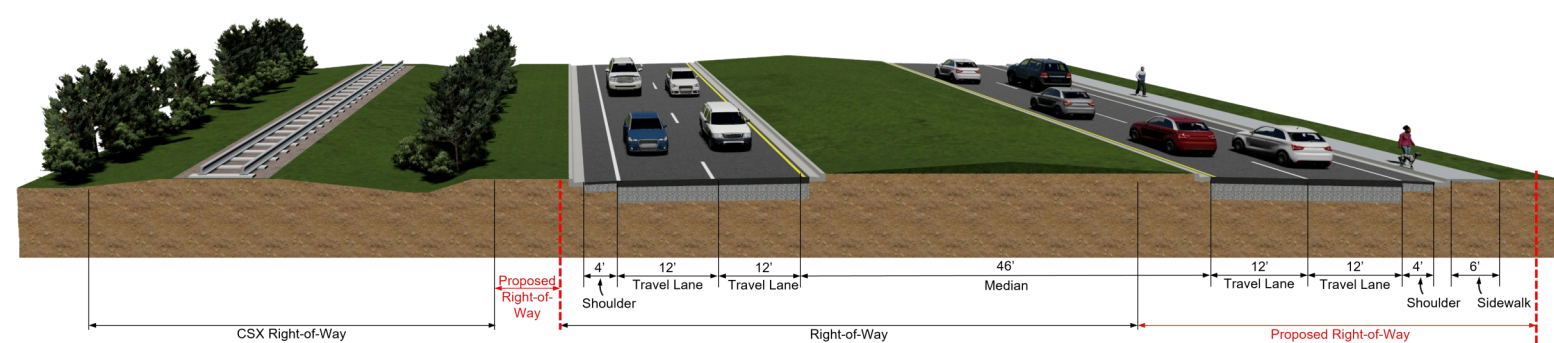 4’ 12’ 12’ 46’ 12’ 12’ 4’ 6’
Shoulder Travel Lane Travel Lane Median Travel Lane Travel Lane Shoulder Sidewalk
Proposed
Right-of-
Way
CSX Right-of-Way Right-of-Way Proposed Right-of-Way